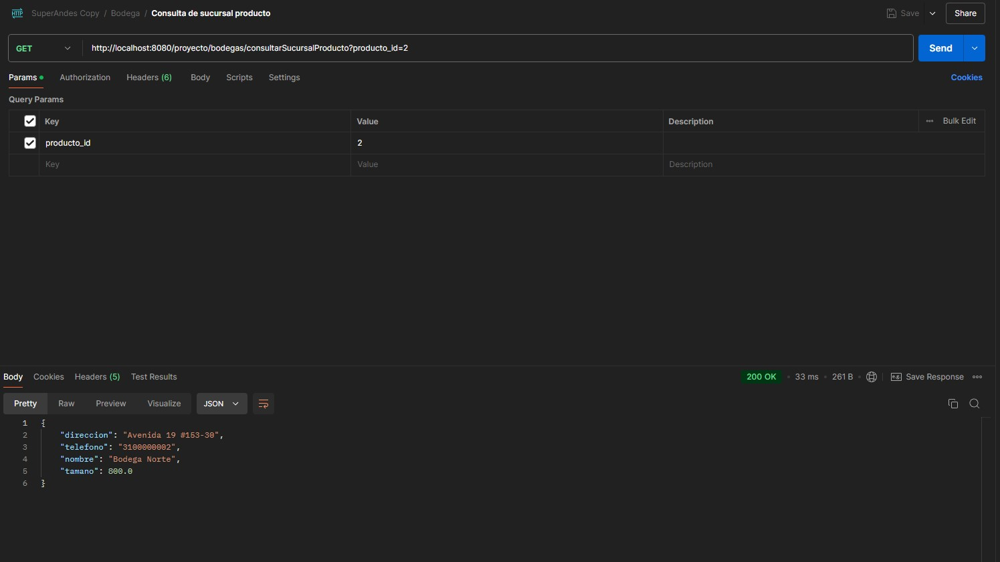 HTTP SuperAndes Copy / Bodega / Consulta de sucursal producto Save Share
GET http://localhost:8080/proyecto/bodegas/consultarSucursalProducto?producto_id=2 Send
Params Authorization Headers (6) Body Scripts Settings Cookies
Query Params
Key Value Description Bulk Edit
producto_id 2
Key Value Description
Body Cookies Headers (5) Test Results 200 OK 33 ms 261 B e.g. Save Response
Pretty Raw Preview Visualize JSON
1 {
2 "direccion": "Avenida 19 #153-30",
3 "telefono": "3100000002",
4 "nombre": "Bodega Norte",
5 "tamano": 800.0
6 }